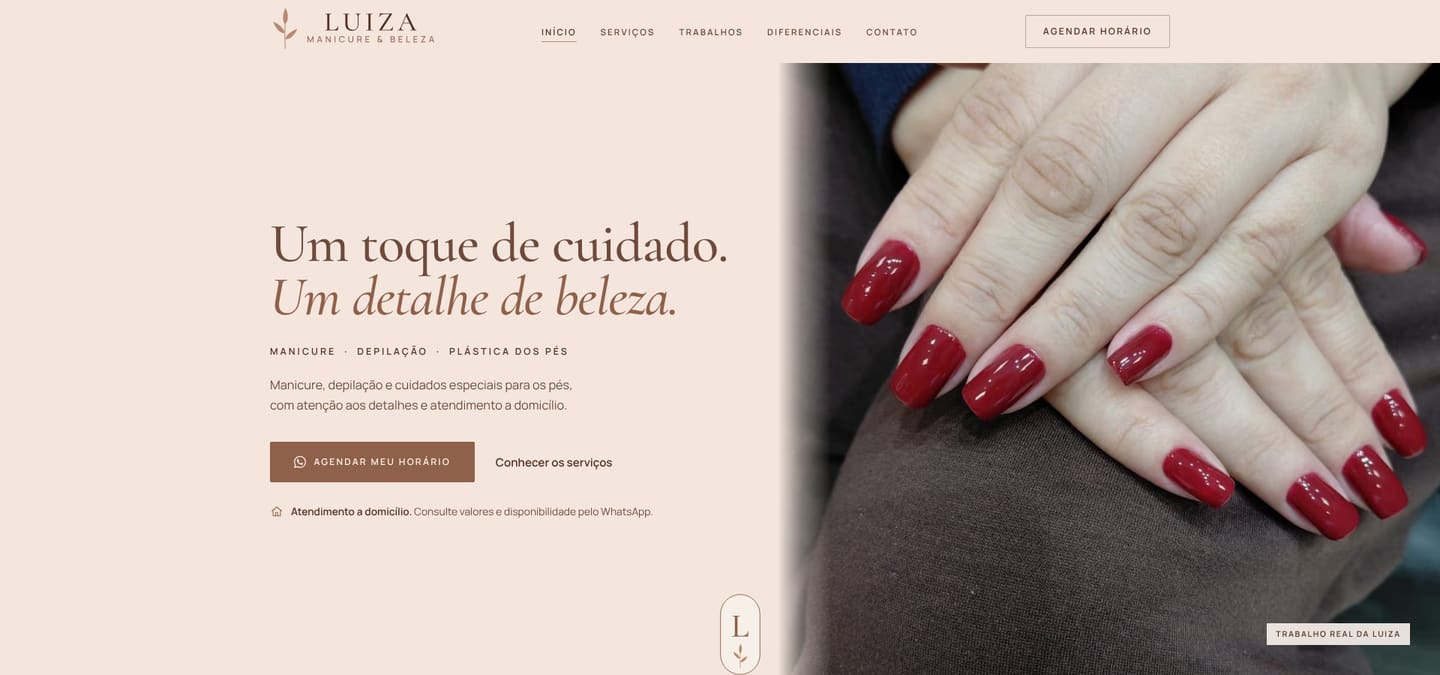 LUIZA
MANICURE & BELEZA
INÍCIO
SERVIÇOS
TRABALHOS
DIFERENCIAIS
CONTATO
AGENDAR HORÁRIO
Um toque de cuidado.
Um detalhe de beleza.
MANICURE · DEPILAÇÃO · PLÁSTICA DOS PÉS
Manicure, depilação e cuidados especiais para os pés,
com atenção aos detalhes e atendimento a domicílio.
AGENDAR MEU HORÁRIO
Conhecer os serviços
Atendimento a domicílio. Consulte valores e disponibilidade pelo WhatsApp.
L
TRABALHO REAL DA LUIZA